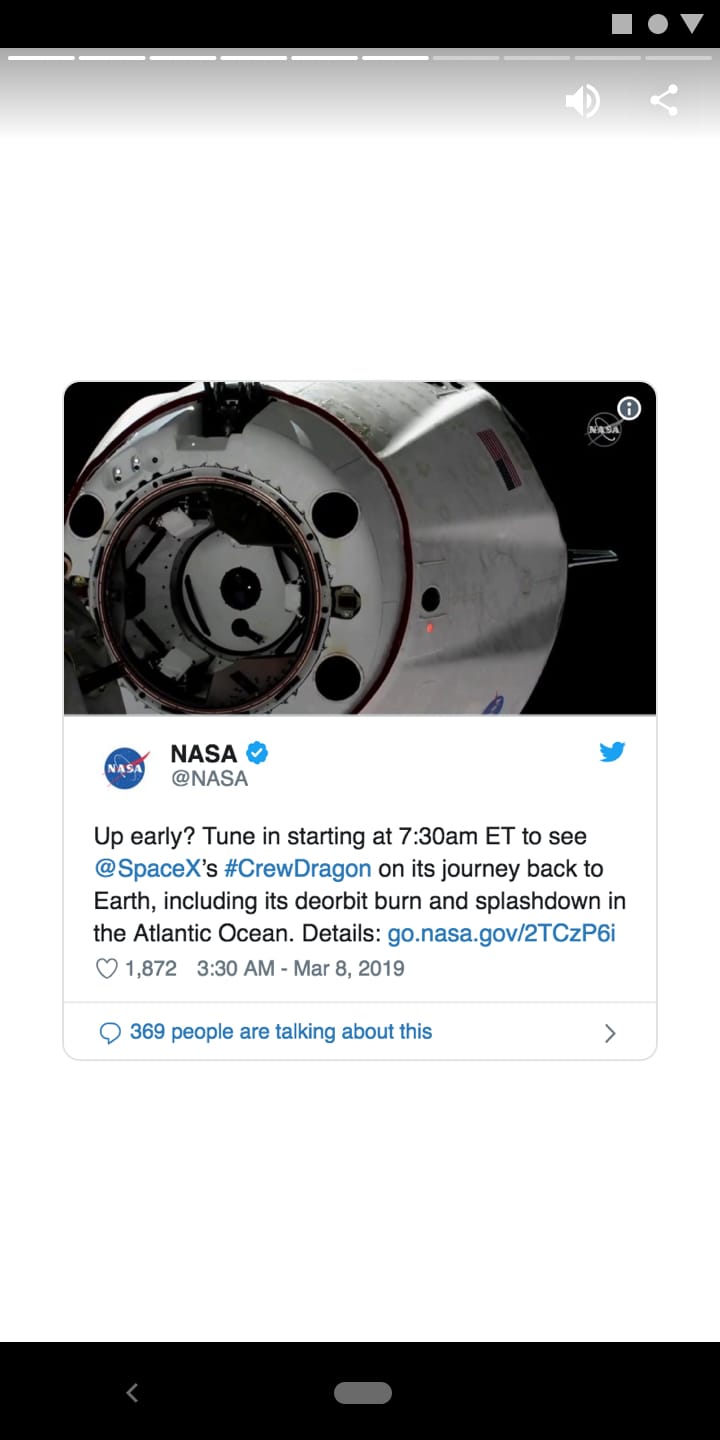 NASA
NASA
NASA
@NASA
Up early? Tune in starting at 7:30am ET to see
@SpaceX’s #CrewDragon on its journey back to
Earth, including its deorbit burn and splashdown in
the Atlantic Ocean. Details: go.nasa.gov/2TCzP6i
1,872 3:30 AM - Mar 8, 2019
369 people are talking about this